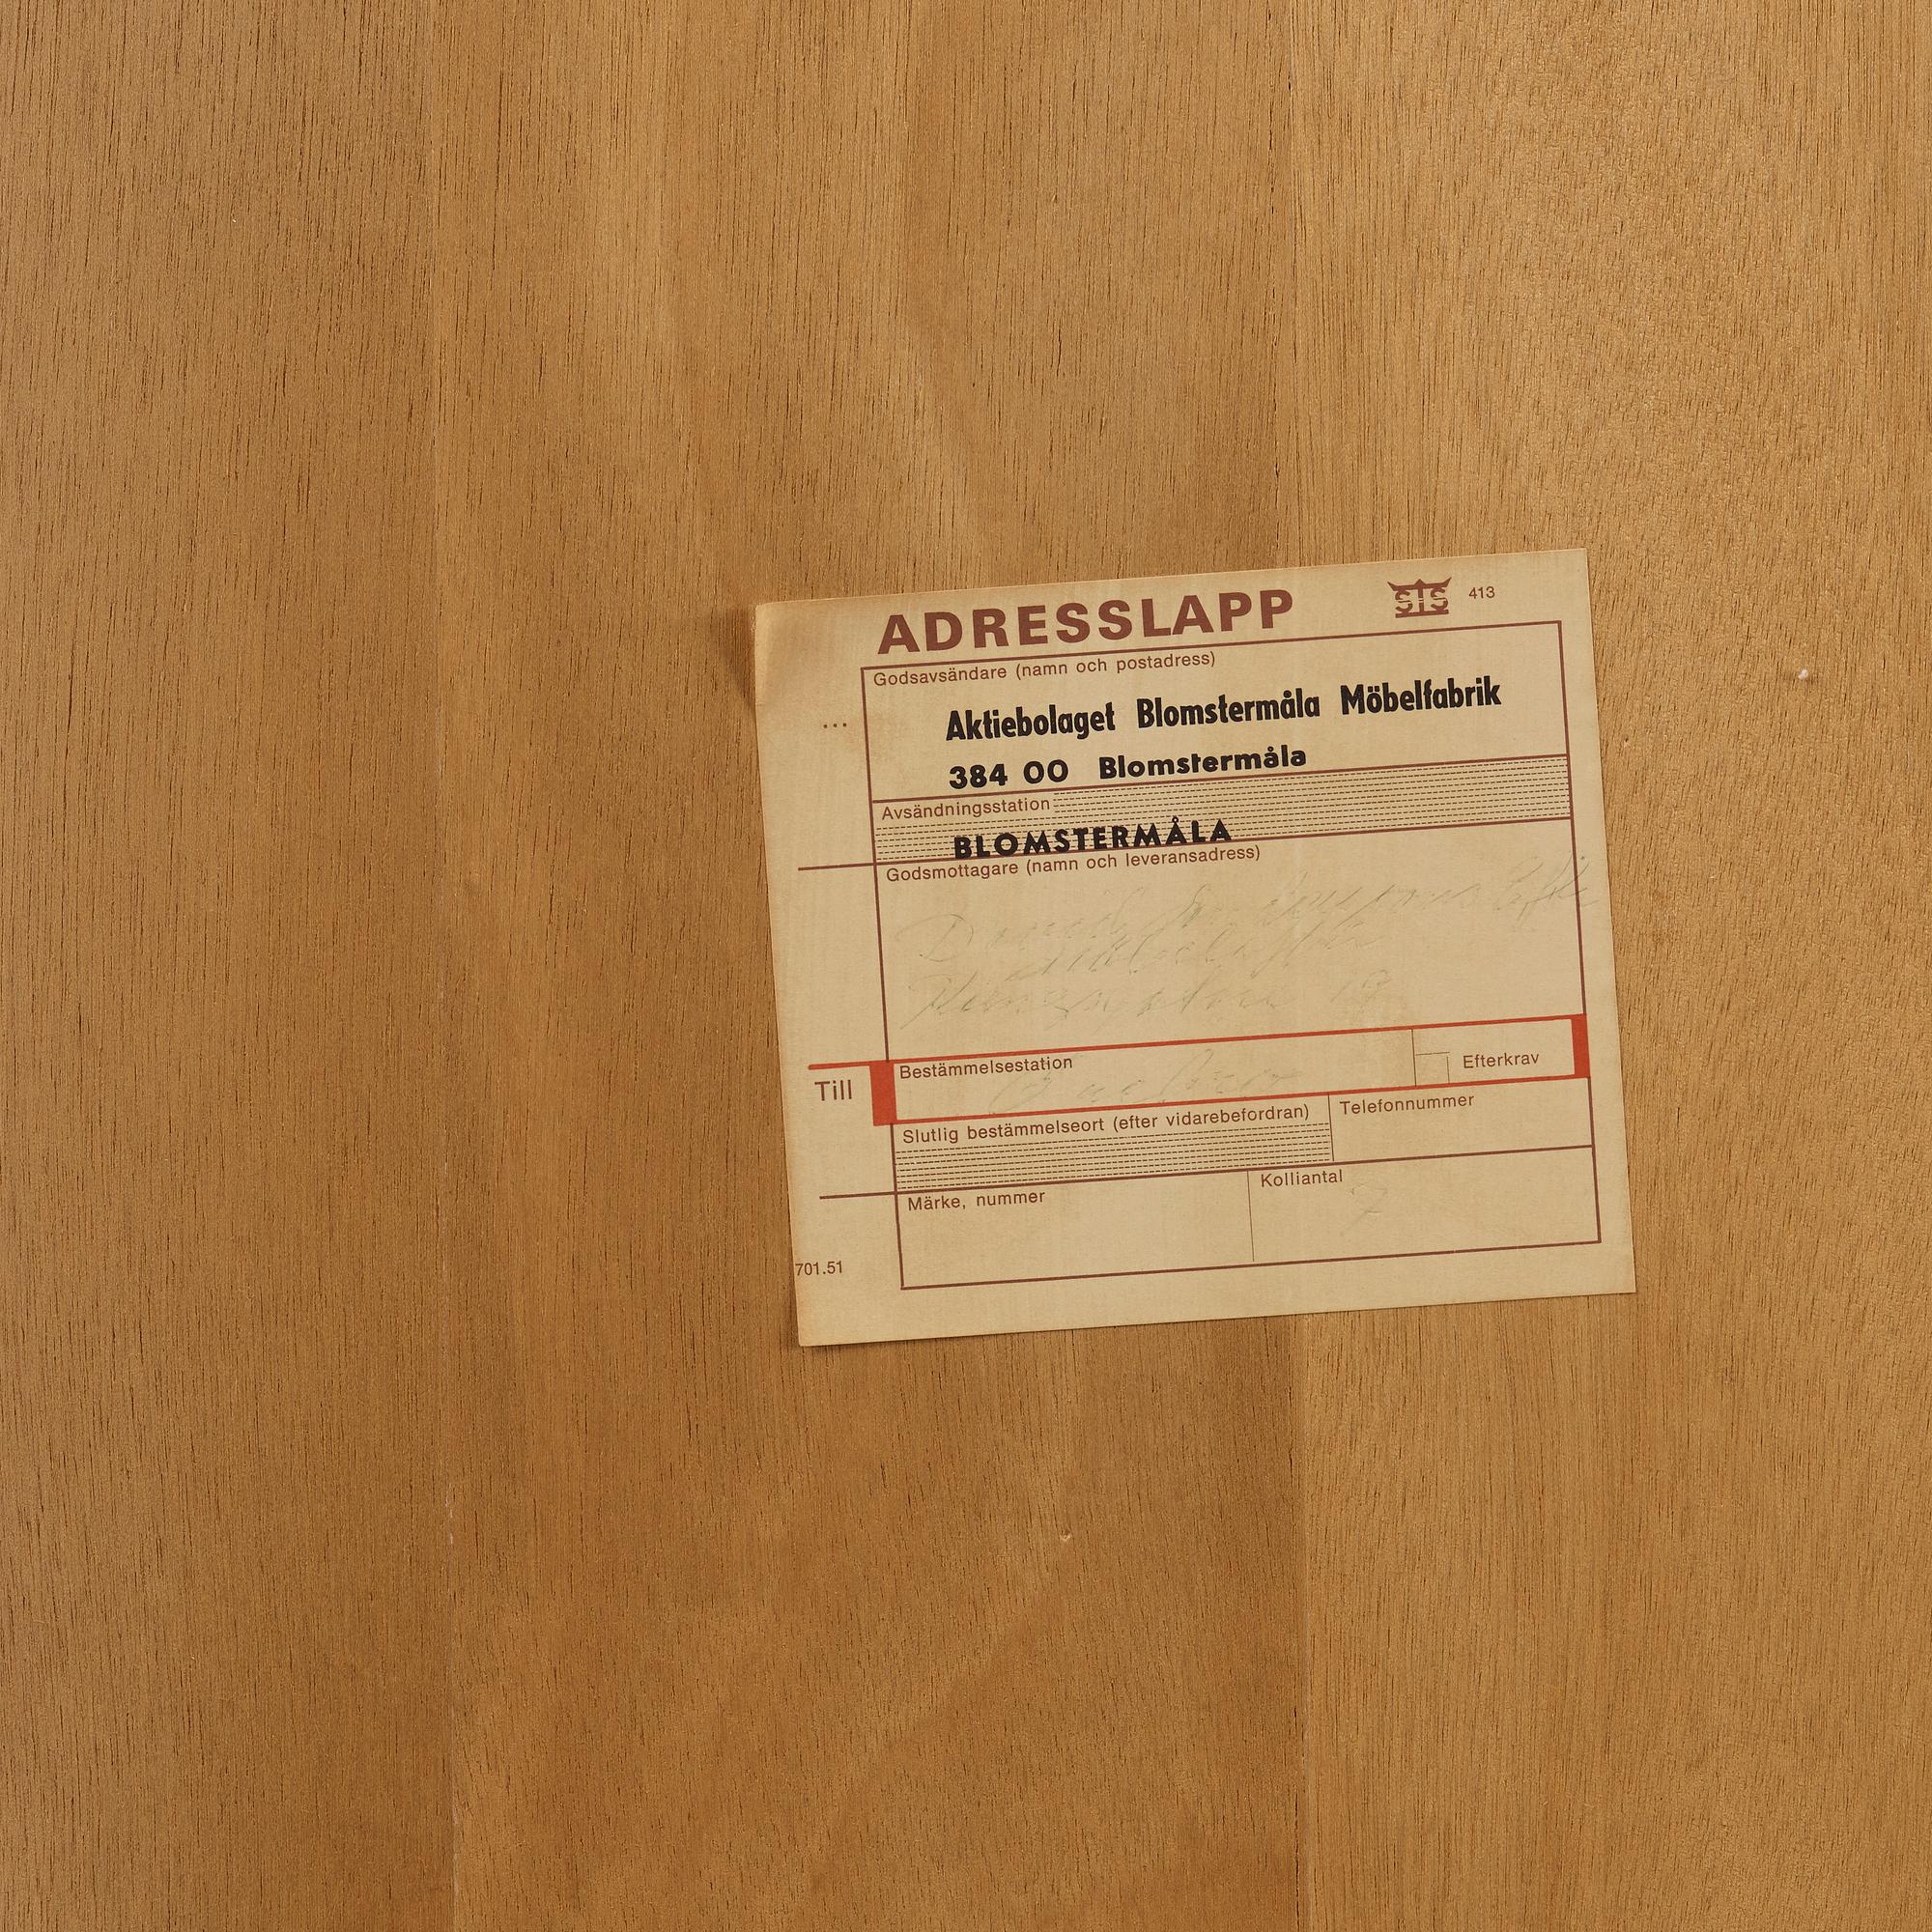 ADRESSLAPP SIS 413
Godsavsändare (namn och postadress)
...
Aktiebolaget Blomstermåla Möbelfabrik
384 00 Blomstermåla
Avsändningsstation
BLOMSTERMÅLA
Godsmottagare (namn och leveransadress)
Till
Bestämmelsestation
Efterkrav
Slutlig bestämmelseort (efter vidarebefordran)
Telefonnummer
Märke, nummer
Kolliantal
701.51